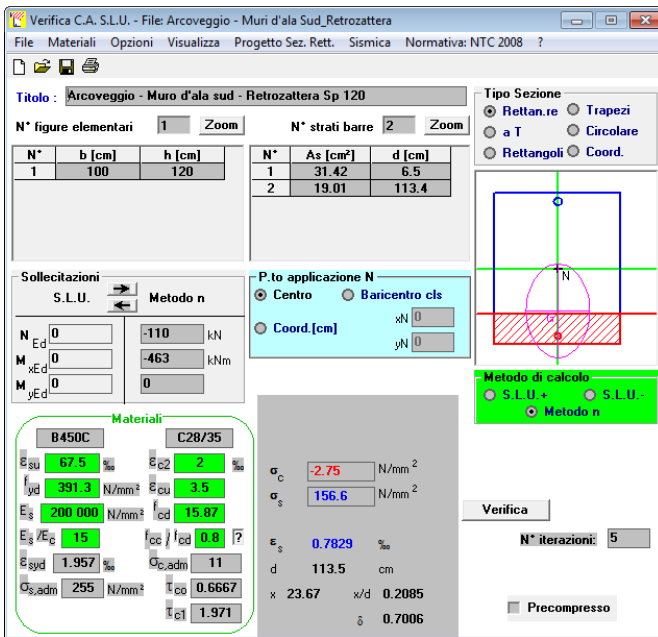 Verifica C.A. S.L.U. - File: Arcoveggio - Muri d'ala Sud_Retrozattera
File Materiali Opzioni Visualizza Progetto Sez. Rett. Sismica Normativa: NTC 2008 ?
Titolo : Arcoveggio - Muro d'ala sud - Retrozattera Sp 120
N° figure elementari 1 Zoom N° strati barre 2 Zoom
N° b [cm] h [cm]
1 100 120
N° As [cm²] d [cm]
1 31.42 6.5
2 19.01 113.4
Tipo Sezione
Rettan.re Trapezi
a T Circolare
Rettangoli Coord.
N
G
Sollecitazioni
S.L.U. Metodo n
N Ed 0 -110 kN
M xEd 0 -463 kNm
M yEd 0 0
P.to applicazione N
Centro Baricentro cls
Coord.[cm] xN 0
yN 0
Metodo di calcolo
S.L.U.+ S.L.U.-
Metodo n
Materiali
B450C C28/35
εsu 67.5 ‰ εc2 2 ‰
fyd 391.3 N/mm² εcu 3.5
Es 200 000 N/mm² fcd 15.87
Es /Ec 15 fcc / fcd 0.8 ?
εsyd 1.957 ‰ σc,adm 11
σs,adm 255 N/mm² τco 0.6667
τc1 1.971
σc -2.75 N/mm²
σs 156.6 N/mm²
εs 0.7829 ‰
d 113.5 cm
x 23.67 x/d 0.2085
δ 0.7006
Verifica
N° iterazioni: 5
Precompresso